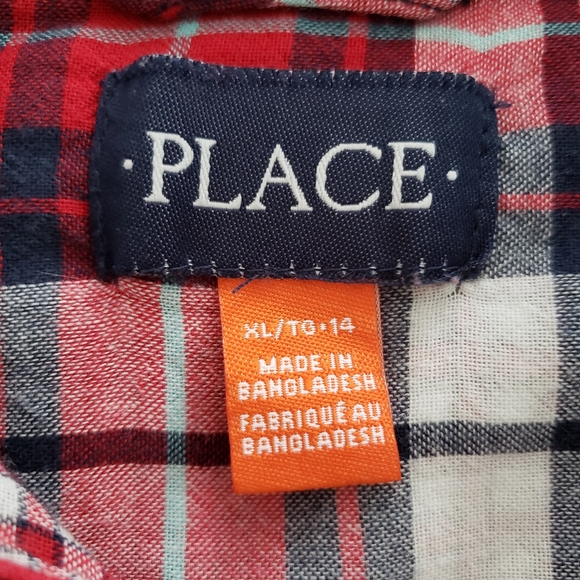 ·PLACE·
XL/TG·14
MADE IN
BANGLADESH
FABRIQUÉ AU
BANGLADESH